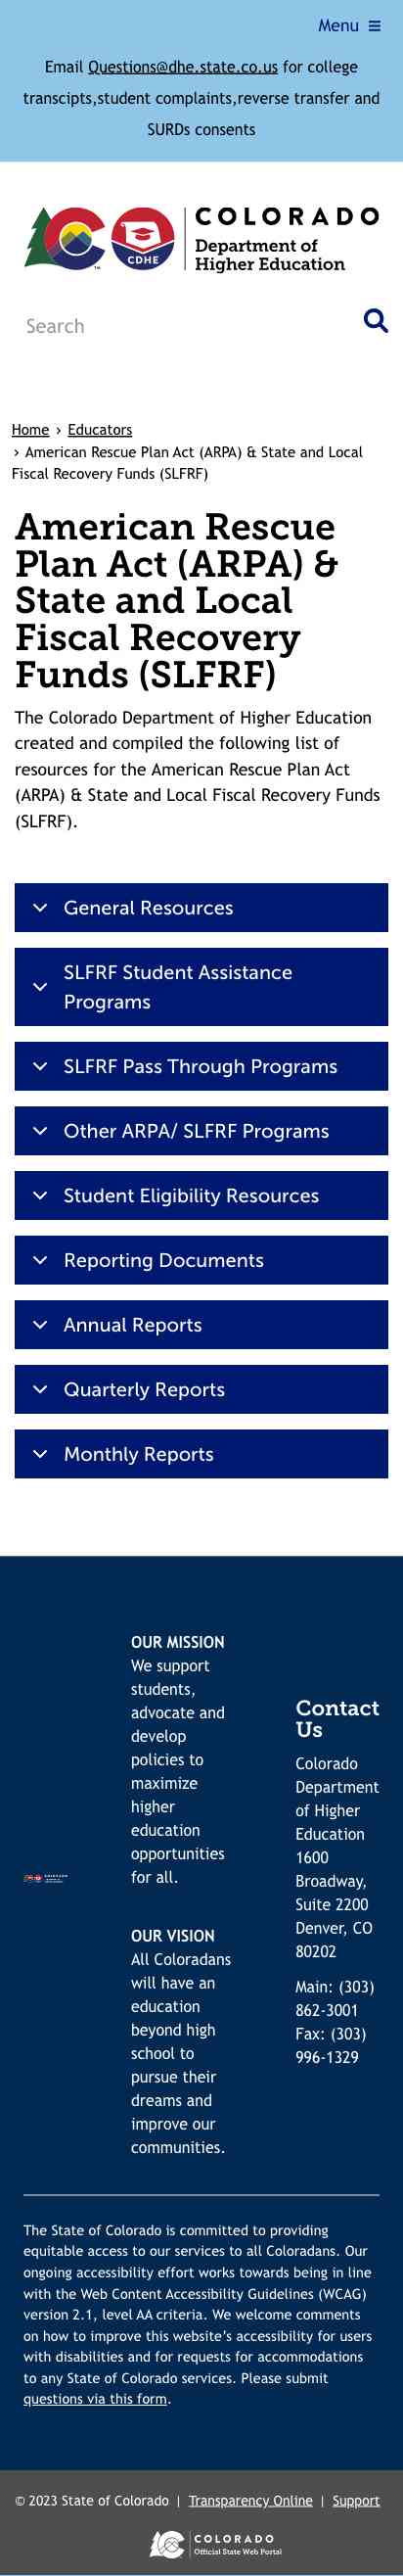 Menu
Email Questions@dhe.state.co.us for college
transcipts,student complaints,reverse transfer and
SURDs consents
COLORADO
CDHE
TM
Department of
Higher Education
Search
Home › Educators
› American Rescue Plan Act (ARPA) & State and Local
Fiscal Recovery Funds (SLFRF)
American Rescue
Plan Act (ARPA) &
State and Local
Fiscal Recovery
Funds (SLFRF)
The Colorado Department of Higher Education
created and compiled the following list of
resources for the American Rescue Plan Act
(ARPA) & State and Local Fiscal Recovery Funds
(SLFRF).
General Resources
SLFRF Student Assistance
Programs
SLFRF Pass Through Programs
Other ARPA/ SLFRF Programs
Student Eligibility Resources
Reporting Documents
Annual Reports
Quarterly Reports
Monthly Reports
OUR MISSION
We support
students,
advocate and
develop
policies to
maximize
higher
education
opportunities
for all.
OUR VISION
All Coloradans
will have an
education
beyond high
school to
pursue their
dreams and
improve our
communities.
Contact
Us
Colorado
Department
of Higher
Education
1600
Broadway,
Suite 2200
Denver, CO
80202
Main: (303)
862-3001
Fax: (303)
996-1329
The State of Colorado is committed to providing
equitable access to our services to all Coloradans. Our
ongoing accessibility effort works towards being in line
with the Web Content Accessibility Guidelines (WCAG)
version 2.1, level AA criteria. We welcome comments
on how to improve this website's accessibility for users
with disabilities and for requests for accommodations
to any State of Colorado services. Please submit
questions via this form.
© 2023 State of Colorado | Transparency Online | Support
COLORADO
Official State Web Portal